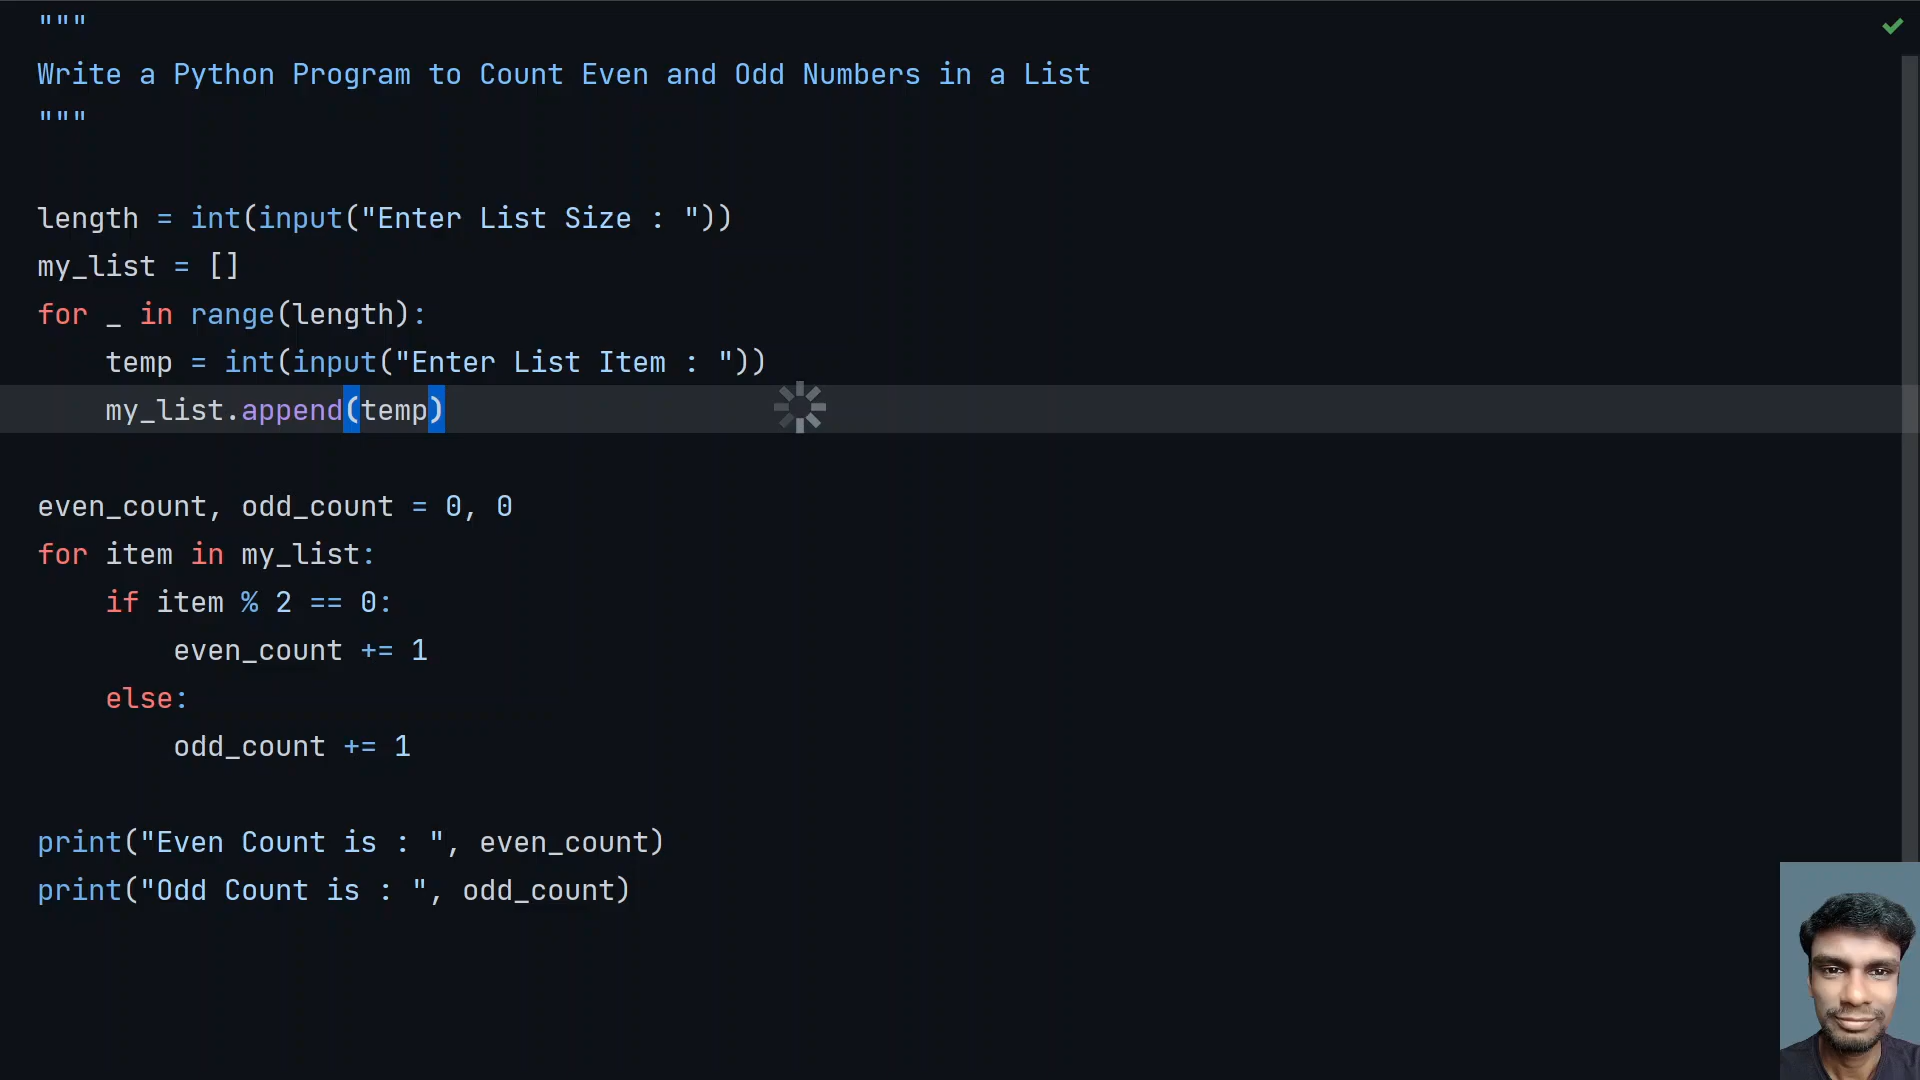 """
Write a Python Program to Count Even and Odd Numbers in a List
"""
length = int(input("Enter List Size : "))
my_list = []
for _ in range(length):
    temp = int(input("Enter List Item : "))
    my_list.append(temp)
even_count, odd_count = 0, 0
for item in my_list:
    if item % 2 == 0:
        even_count += 1
    else:
        odd_count += 1
print("Even Count is : ", even_count)
print("Odd Count is : ", odd_count)